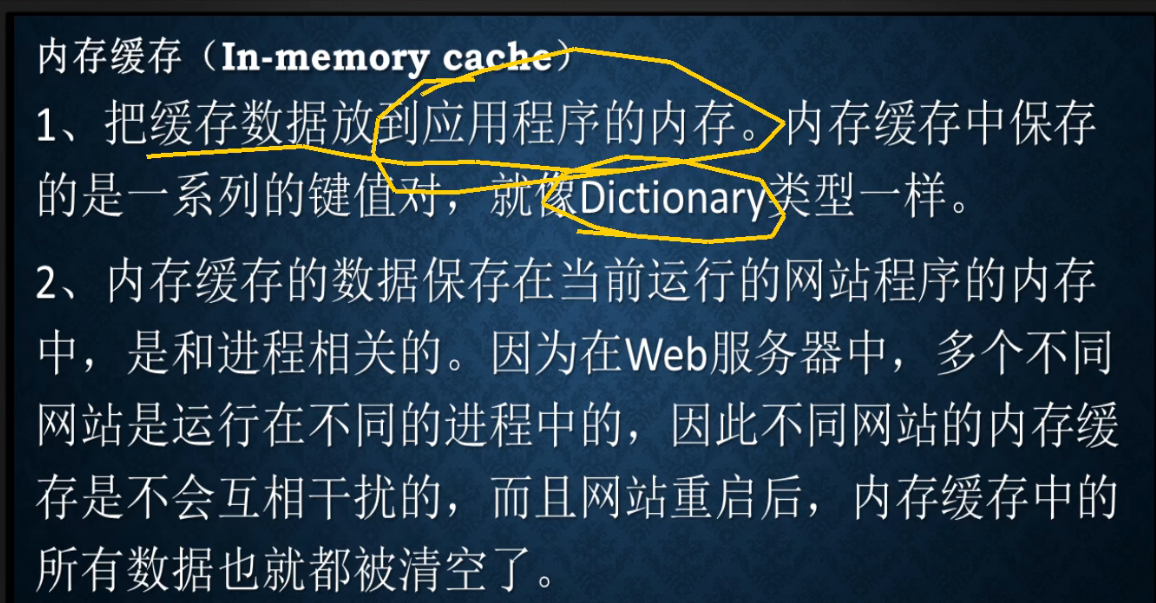 内存缓存（In-memory cache）
1、把缓存数据放到应用程序的内存。内存缓存中保存
的是一系列的键值对，就像Dictionary类型一样。
2、内存缓存的数据保存在当前运行的网站程序的内存
中，是和进程相关的。因为在Web服务器中，多个不同
网站是运行在不同的进程中的，因此不同网站的内存缓
存是不会互相干扰的，而且网站重启后，内存缓存中的
所有数据也就都被清空了。